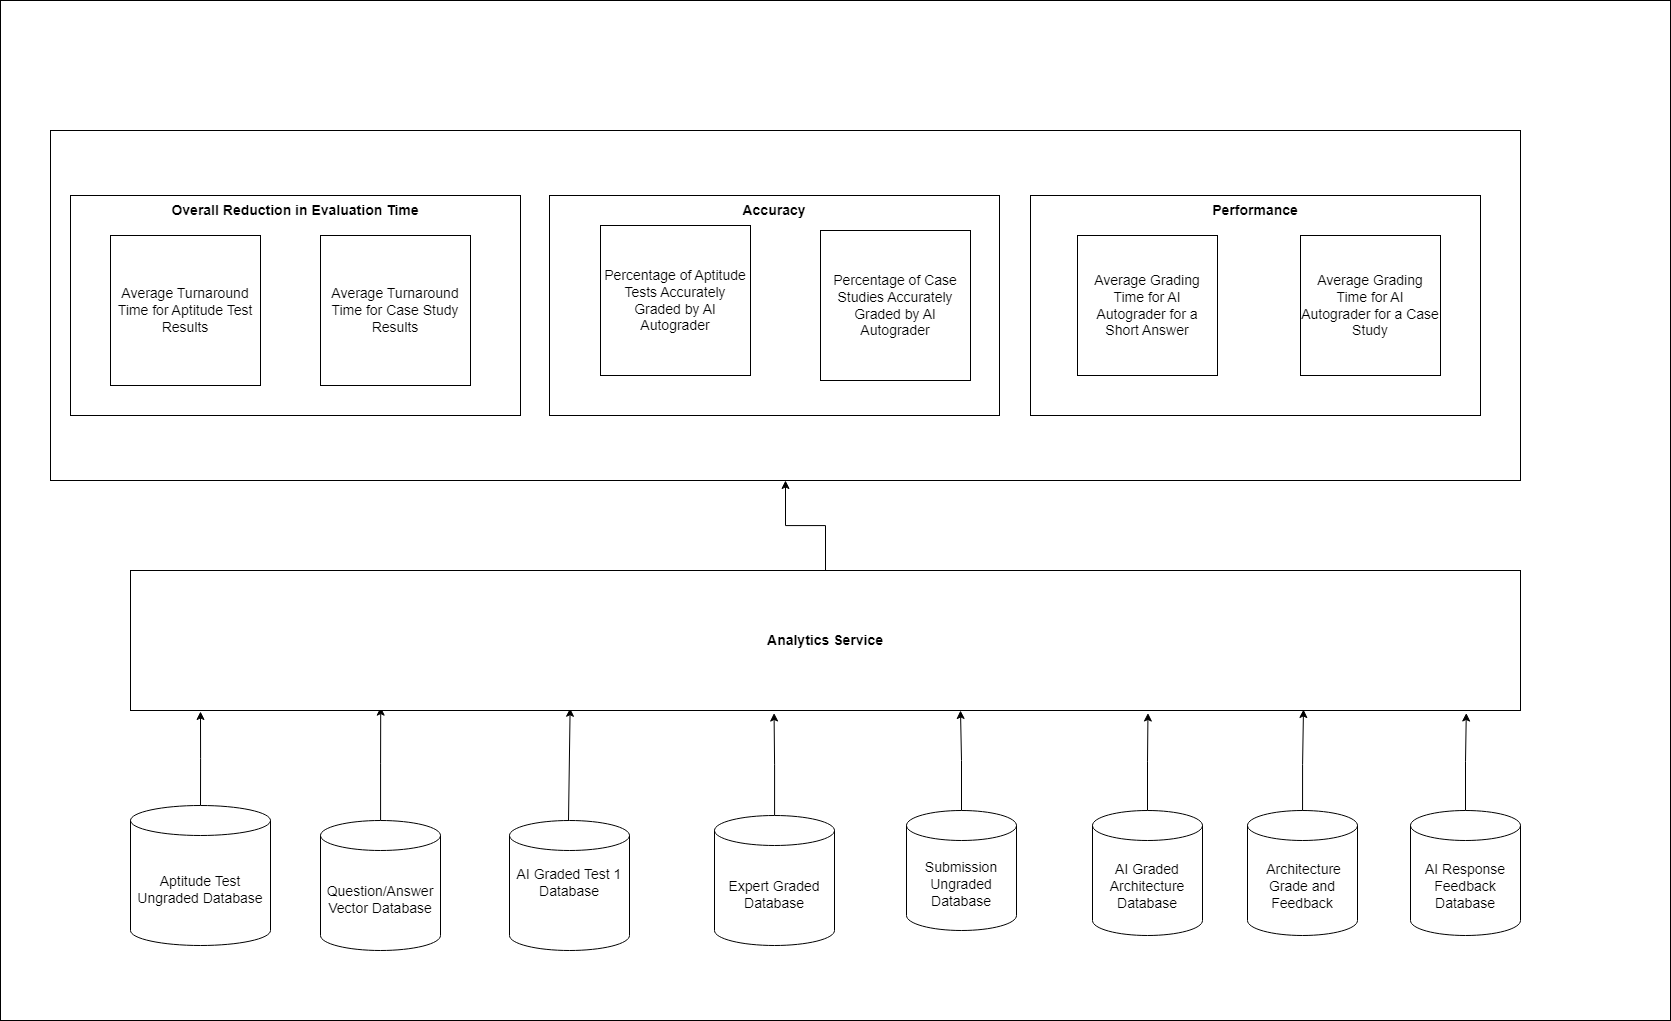 Overall Reduction in Evaluation Time
Average Turnaround
Time for Aptitude Test
Results
Average Turnaround
Time for Case Study
Results
Accuracy
Percentage of Aptitude
Tests Accurately
Graded by AI
Autograder
Percentage of Case
Studies Accurately
Graded by AI
Autograder
Performance
Average Grading
Time for AI
Autograder for a
Short Answer
Average Grading
Time for AI
Autograder for a Case
Study
Analytics Service
Aptitude Test
Ungraded Database
Question/Answer
Vector Database
AI Graded Test 1
Database
Expert Graded
Database
Submission
Ungraded
Database
AI Graded
Architecture
Database
Architecture
Grade and
Feedback
AI Response
Feedback
Database